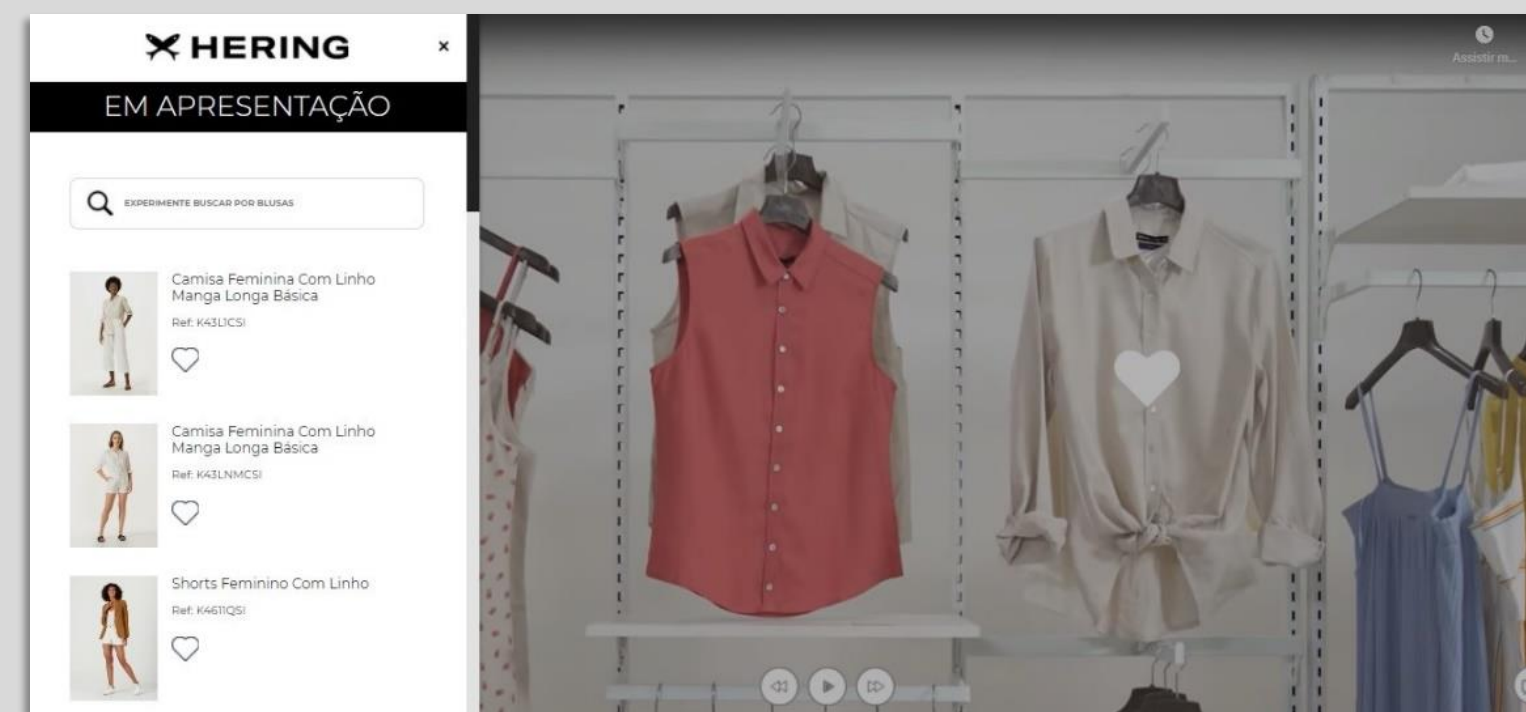 HERING
×
EM APRESENTAÇÃO
EXPERIMENTE BUSCAR POR BLUSAS
Camisa Feminina Com Linho
Manga Longa Básica
Ref: K43L1CSI
Camisa Feminina Com Linho
Manga Longa Básica
Ref: K43LNMCSI
Shorts Feminino Com Linho
Ref: K4611QSI
Assistir m...